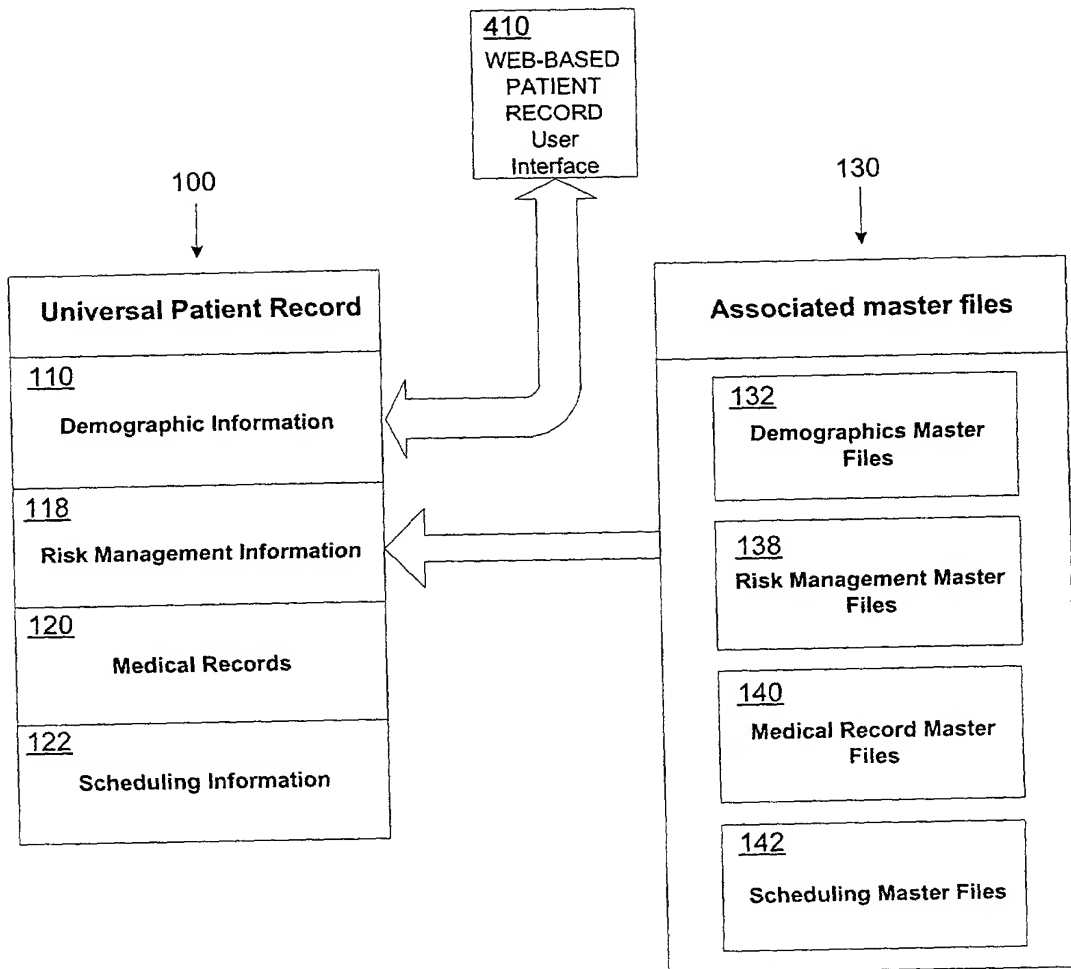 410
WEB-BASED
PATIENT
RECORD
User
Interface
100
130
Universal Patient Record
110
Demographic Information
118
Risk Management Information
120
Medical Records
122
Scheduling Information
Associated master files
132
Demographics Master
Files
138
Risk Management Master
Files
140
Medical Record Master
Files
142
Scheduling Master Files